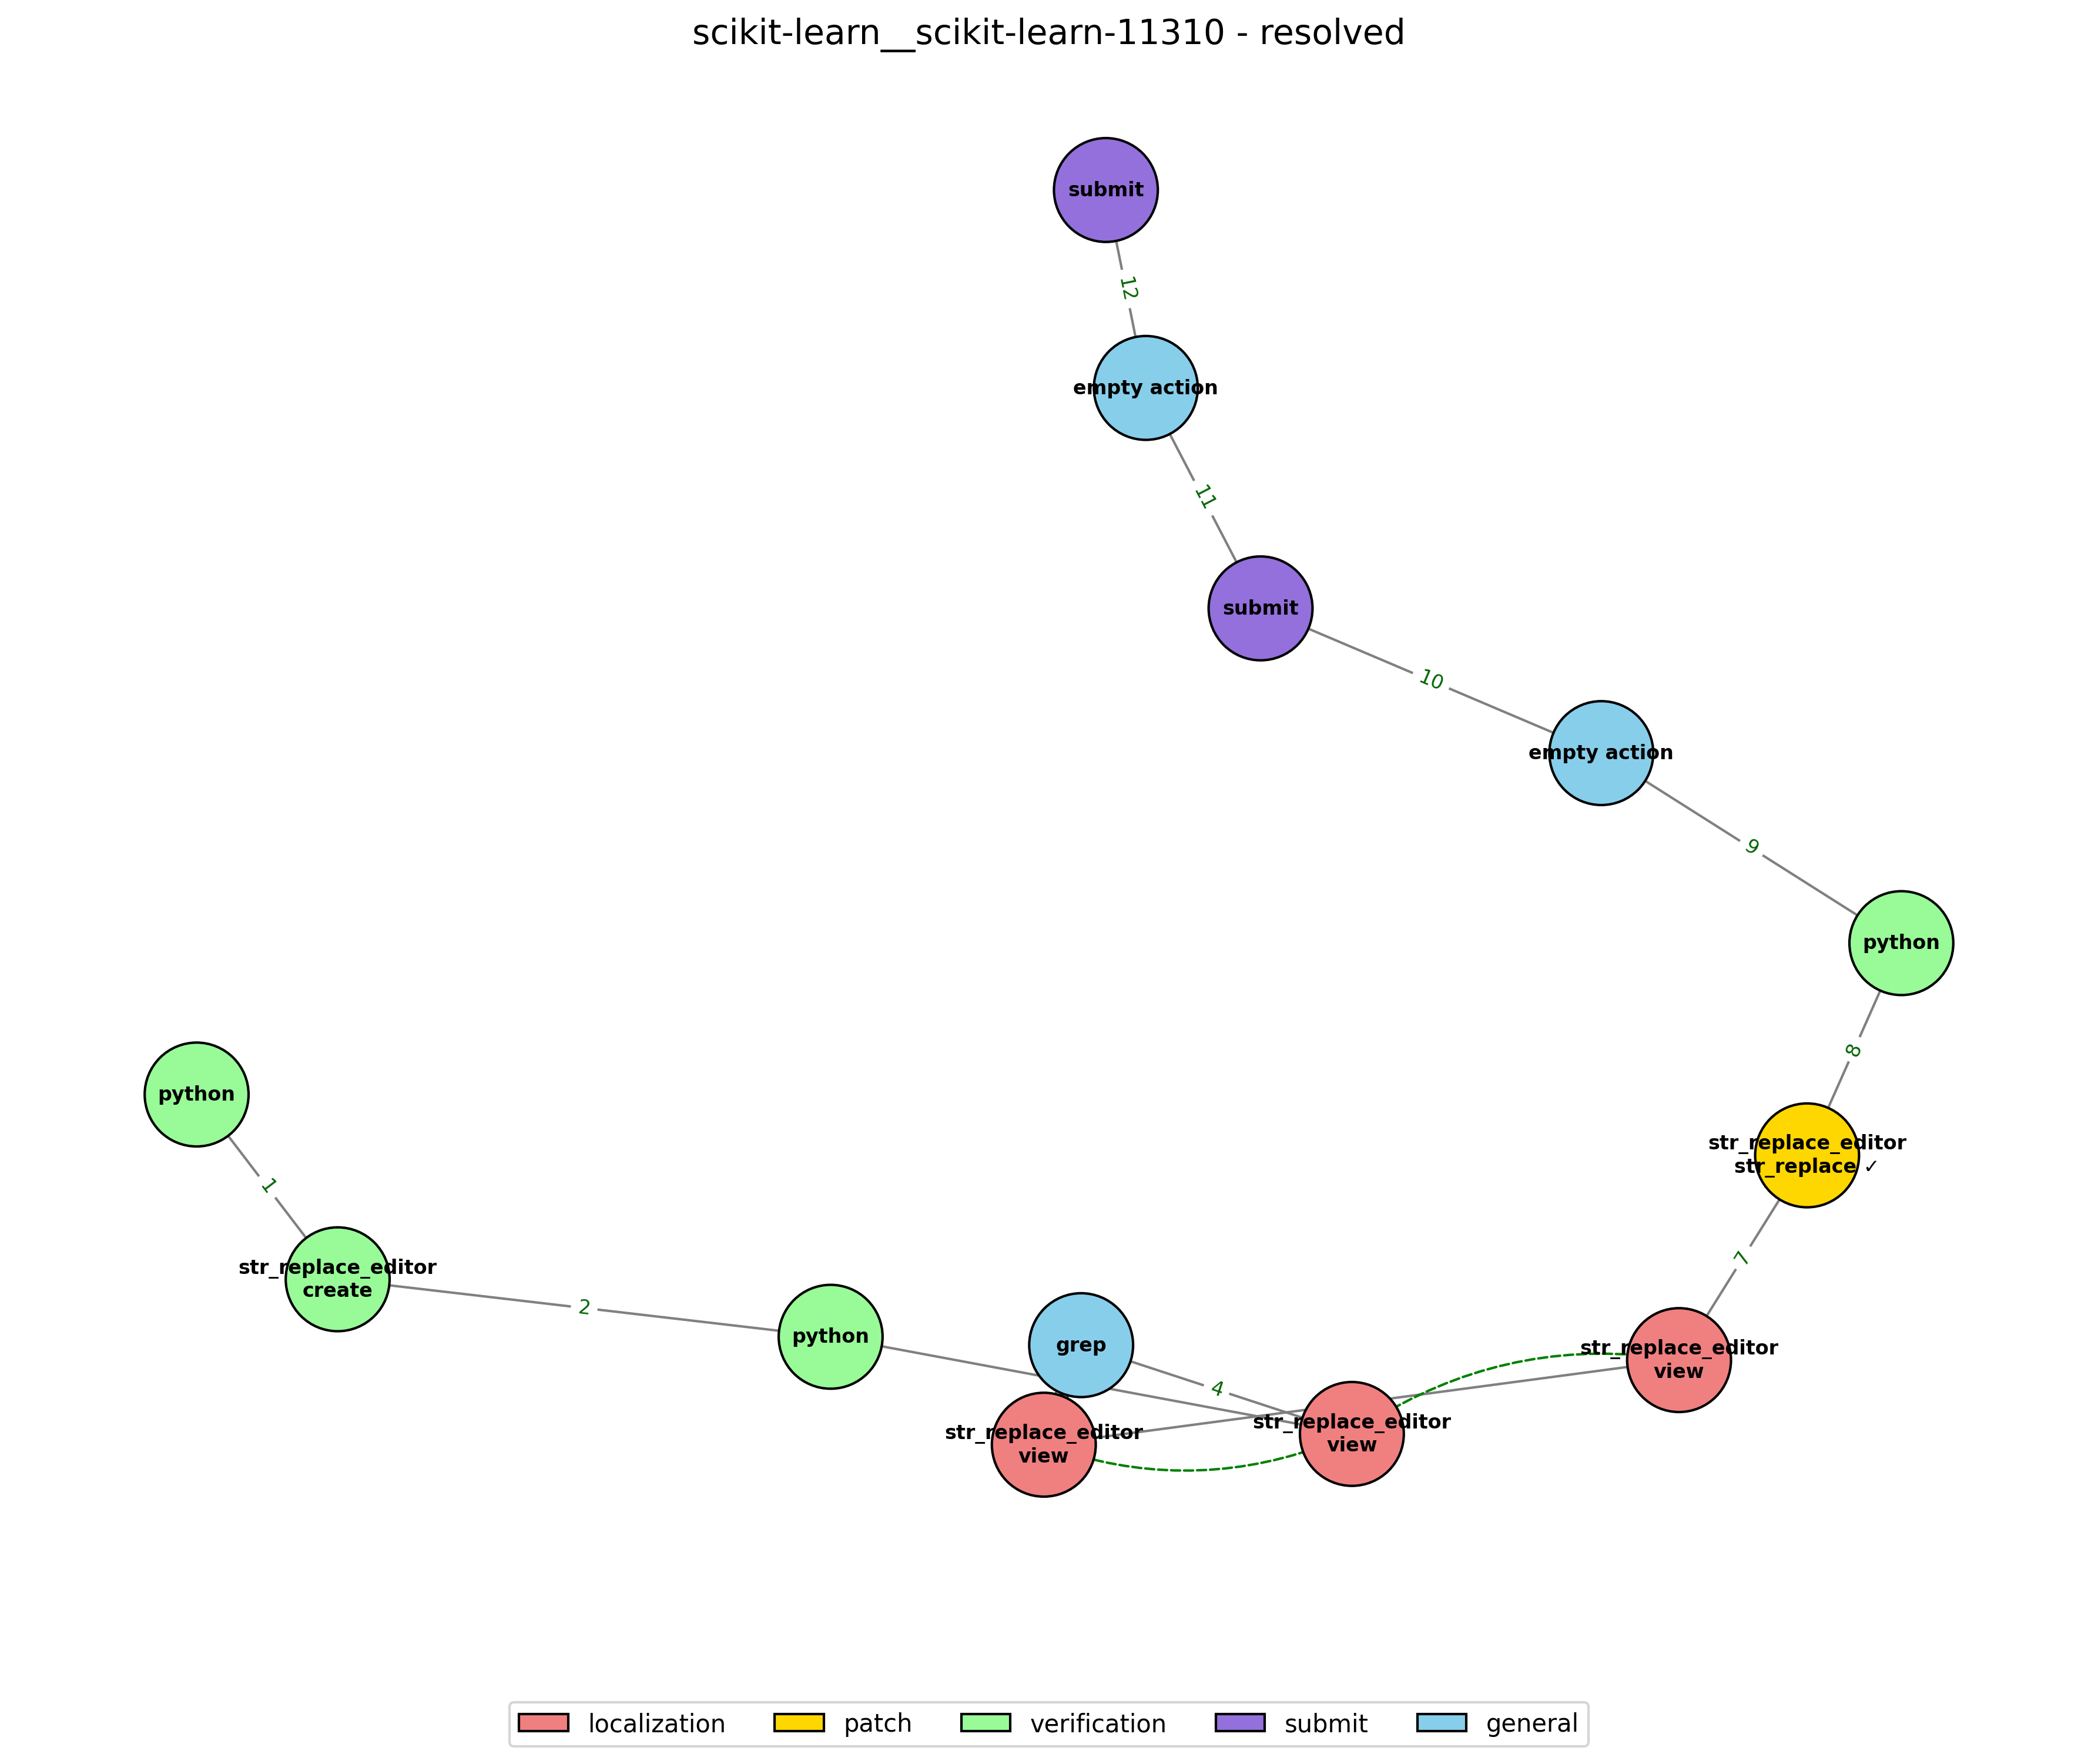 scikit-learn__scikit-learn-11310 - resolved
submit
12
empty action
11
submit
10
empty action
9
python
8
python
1
str_replace_editor
str_replace ✓
7
str_replace_editor
create
2
python
grep
4
str_replace_editor
view
str_replace_editor
view
str_replace_editor
view
localization
patch
verification
submit
general